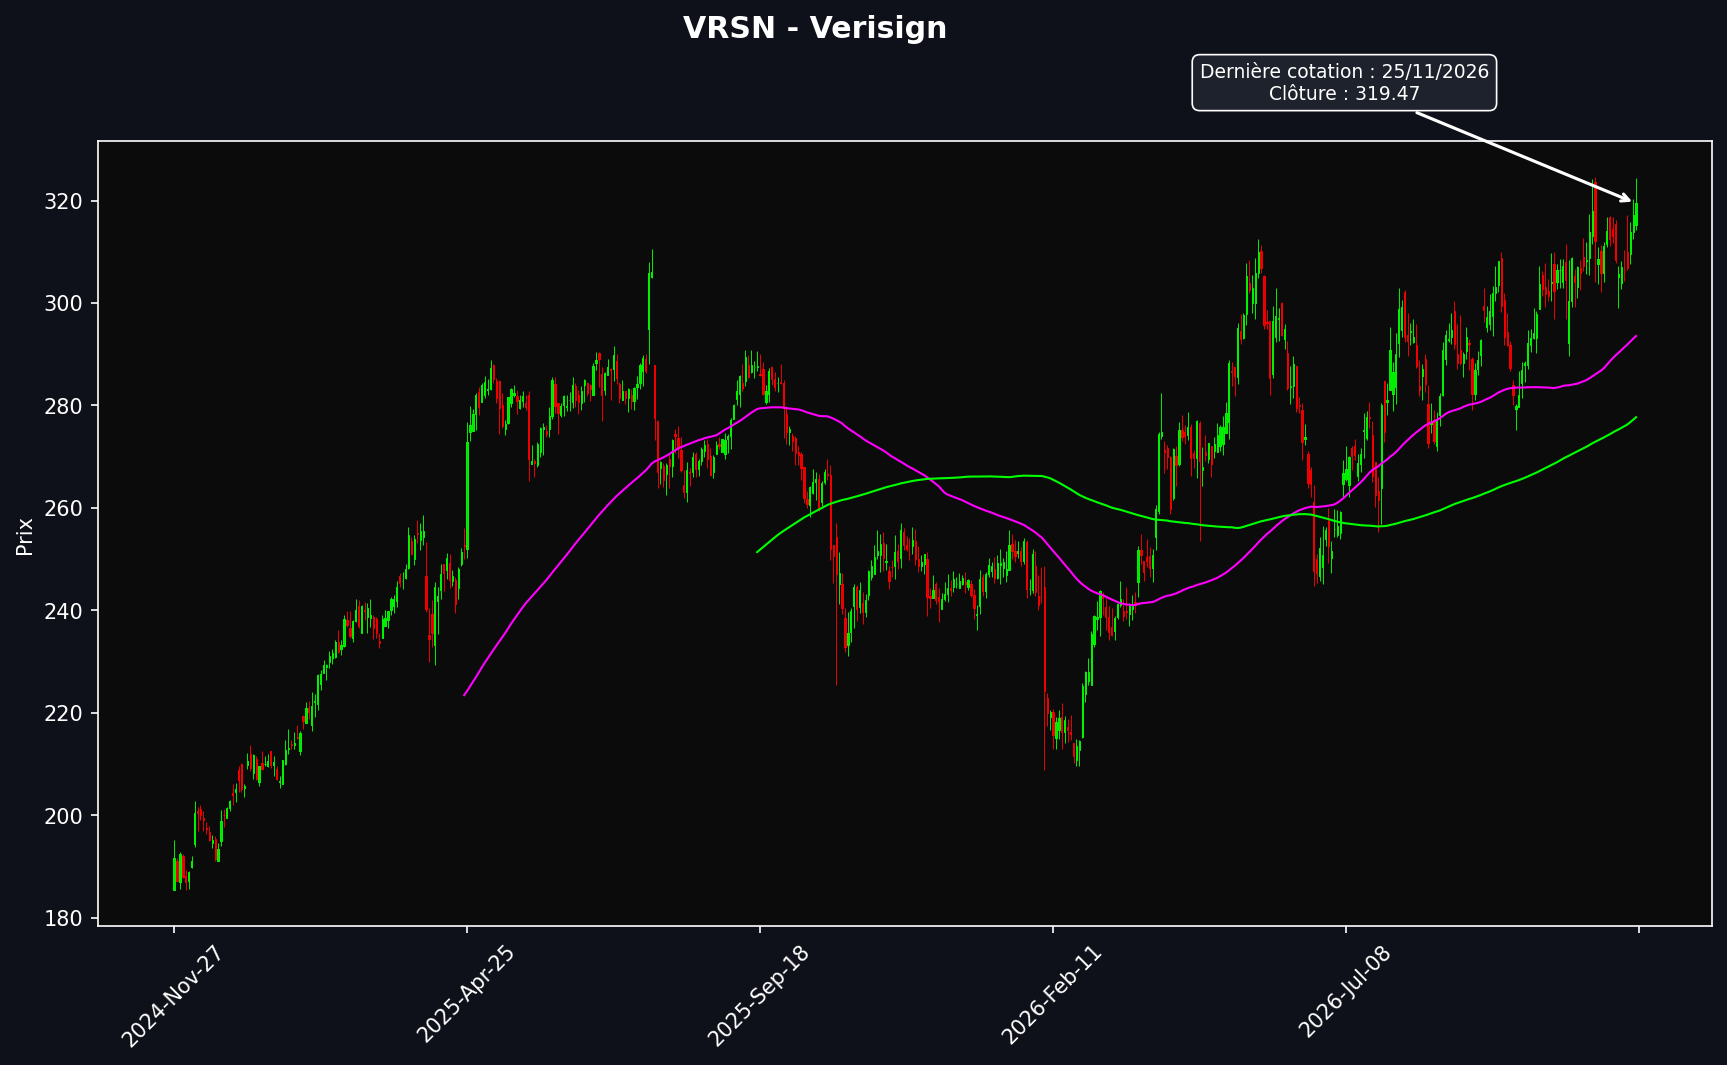 VRSN - Verisign
Dernière cotation : 25/11/2026
Clôture : 319.47
Prix
320
300
280
260
240
220
200
180
2024-Nov-27
2025-Apr-25
2025-Sep-18
2026-Feb-11
2026-Jul-08